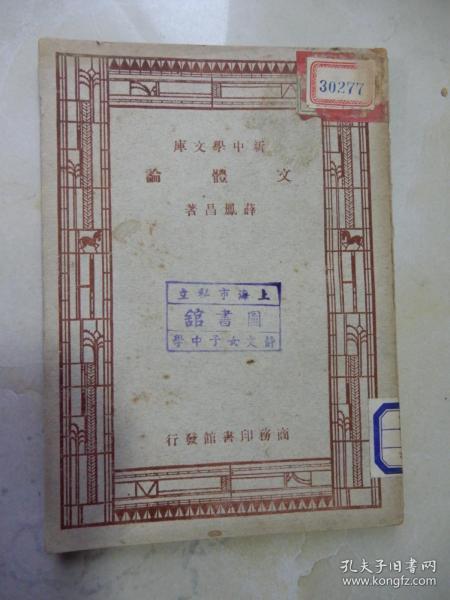 30277
新中學文庫
文體論
薛鳳昌著
上海市私立
圖書舘
文女子中學
商務印書館發行
孔夫子旧书网
www.kongfz.com